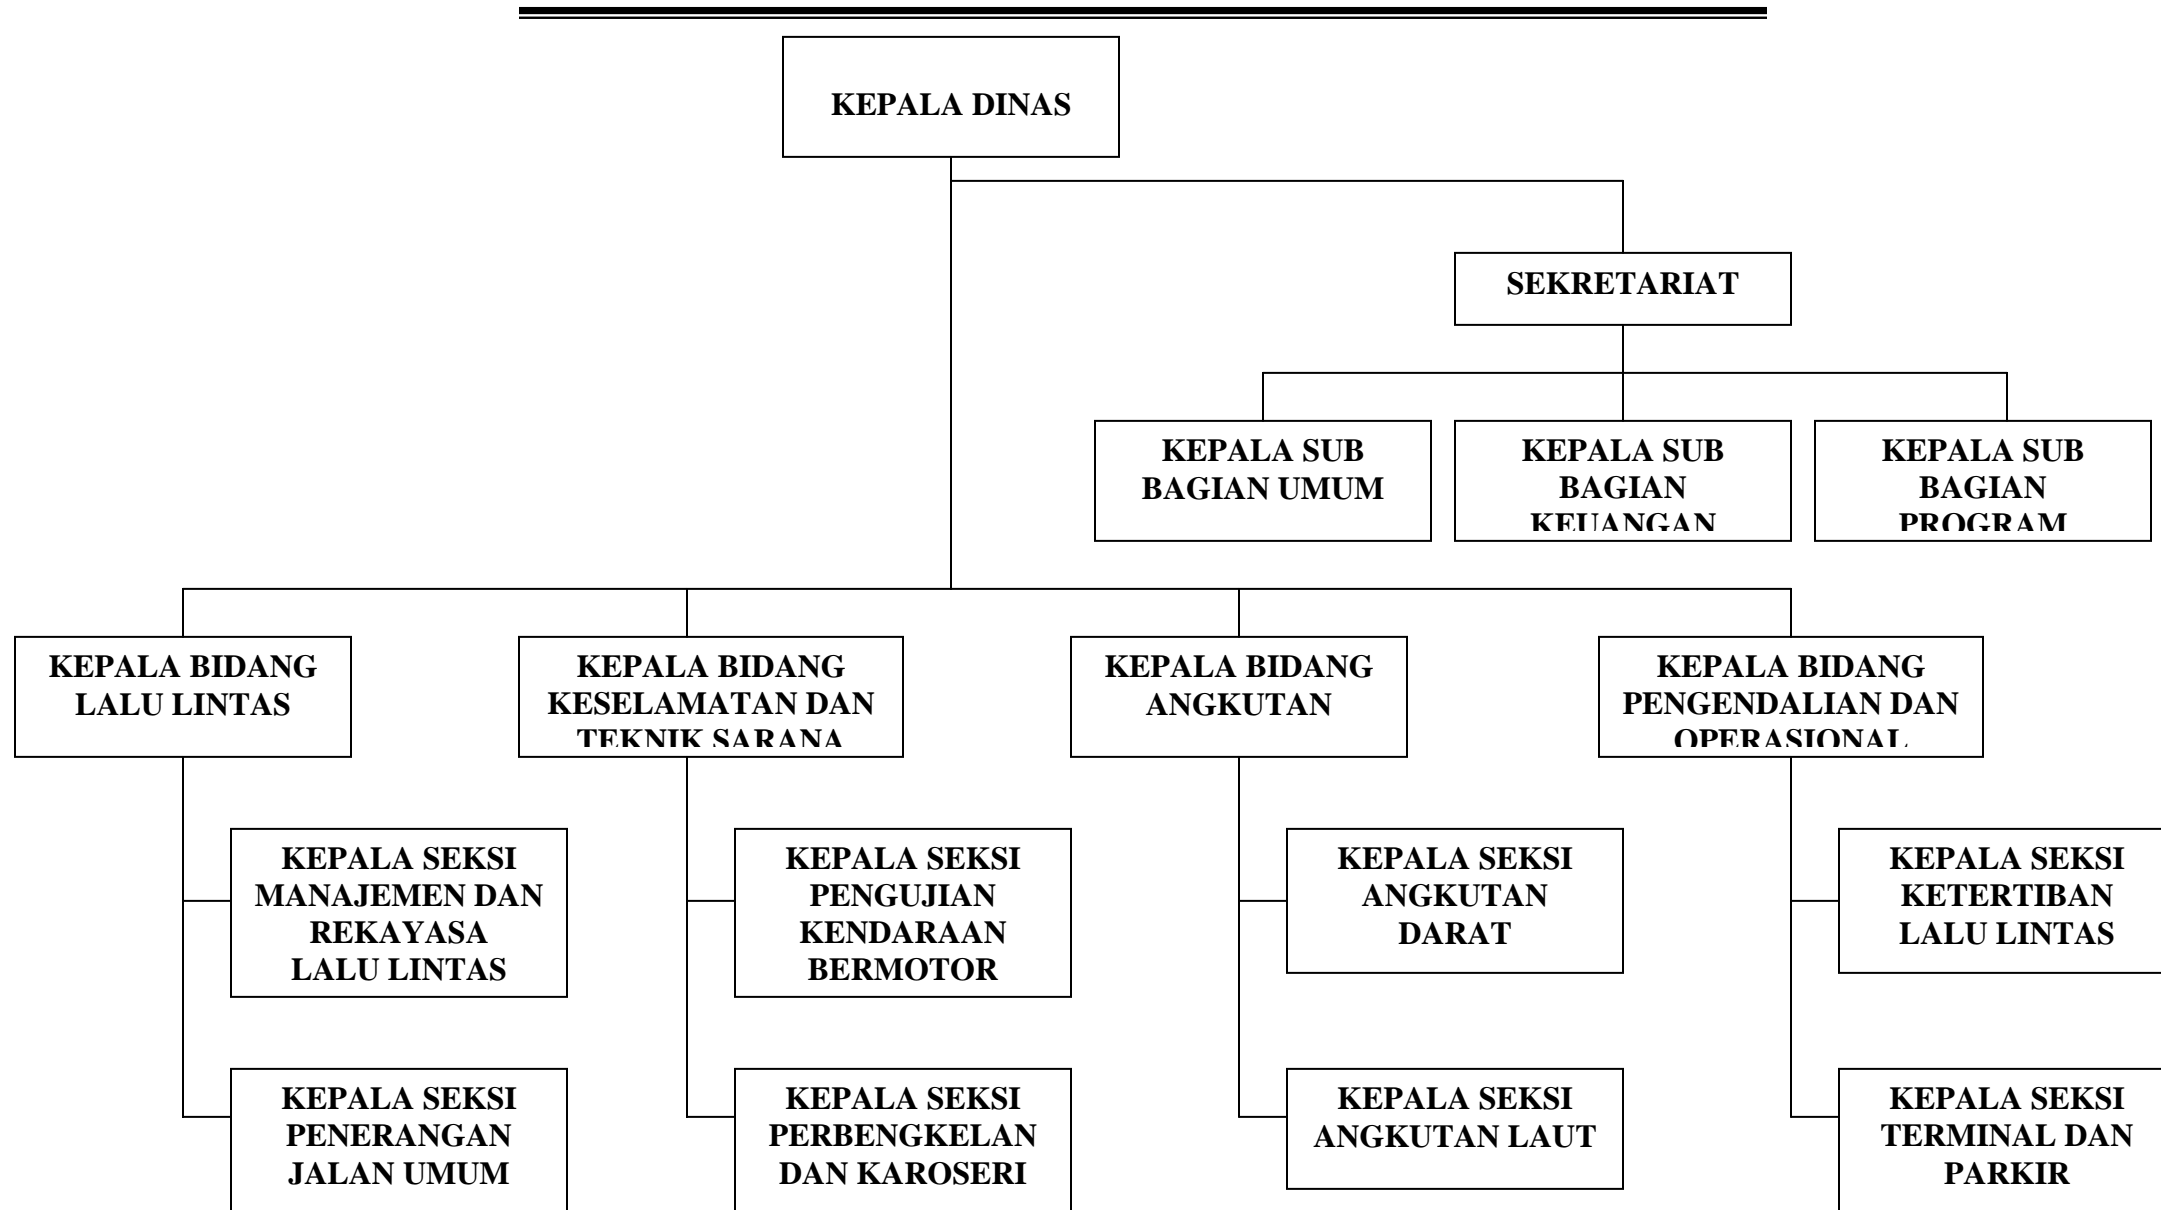 KEPALA DINAS
SEKRETARIAT
KEPALA SUB
BAGIAN UMUM
KEPALA SUB
BAGIAN
KEUANGAN
KEPALA SUB
BAGIAN
PROGRAM
KEPALA BIDANG
LALU LINTAS
KEPALA BIDANG
KESELAMATAN DAN
TEKNIK SARANA
KEPALA BIDANG
ANGKUTAN
KEPALA BIDANG
PENGENDALIAN DAN
OPERASIONAL
KEPALA SEKSI
MANAJEMEN DAN
REKAYASA
LALU LINTAS
KEPALA SEKSI
PENGUJIAN
KENDARAAN
BERMOTOR
KEPALA SEKSI
ANGKUTAN
DARAT
KEPALA SEKSI
KETERTIBAN
LALU LINTAS
KEPALA SEKSI
PENERANGAN
JALAN UMUM
KEPALA SEKSI
PERBENGKELAN
DAN KAROSERI
KEPALA SEKSI
ANGKUTAN LAUT
KEPALA SEKSI
TERMINAL DAN
PARKIR